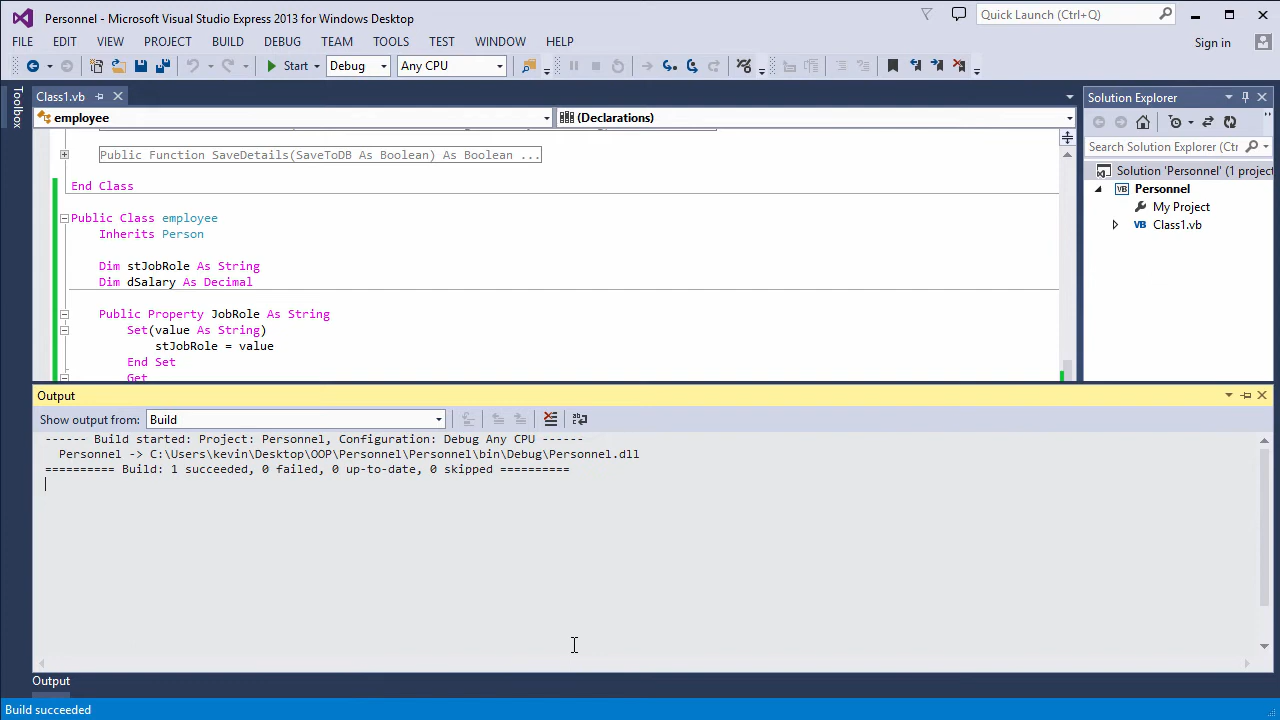 Personnel - Microsoft Visual Studio Express 2013 for Windows Desktop
Quick Launch (Ctrl+Q)
FILE EDIT VIEW PROJECT BUILD DEBUG TEAM TOOLS TEST WINDOW HELP
Sign in
Start Debug Any CPU
Toolbox
Class1.vb
employee
(Declarations)
Public Function SaveDetails(SaveToDB As Boolean) As Boolean ...
End Class
Public Class employee
Inherits Person
Dim stJobRole As String
Dim dSalary As Decimal
Public Property JobRole As String
Set(value As String)
stJobRole = value
End Set
Get
Solution Explorer
Search Solution Explorer (Ctr
Solution 'Personnel' (1 project
VB Personnel
My Project
VB Class1.vb
Output
Show output from: Build
------ Build started: Project: Personnel, Configuration: Debug Any CPU ------
Personnel -> C:\Users\kevin\Desktop\OOP\Personnel\Personnel\bin\Debug\Personnel.dll
========== Build: 1 succeeded, 0 failed, 0 up-to-date, 0 skipped ==========
Output
Build succeeded